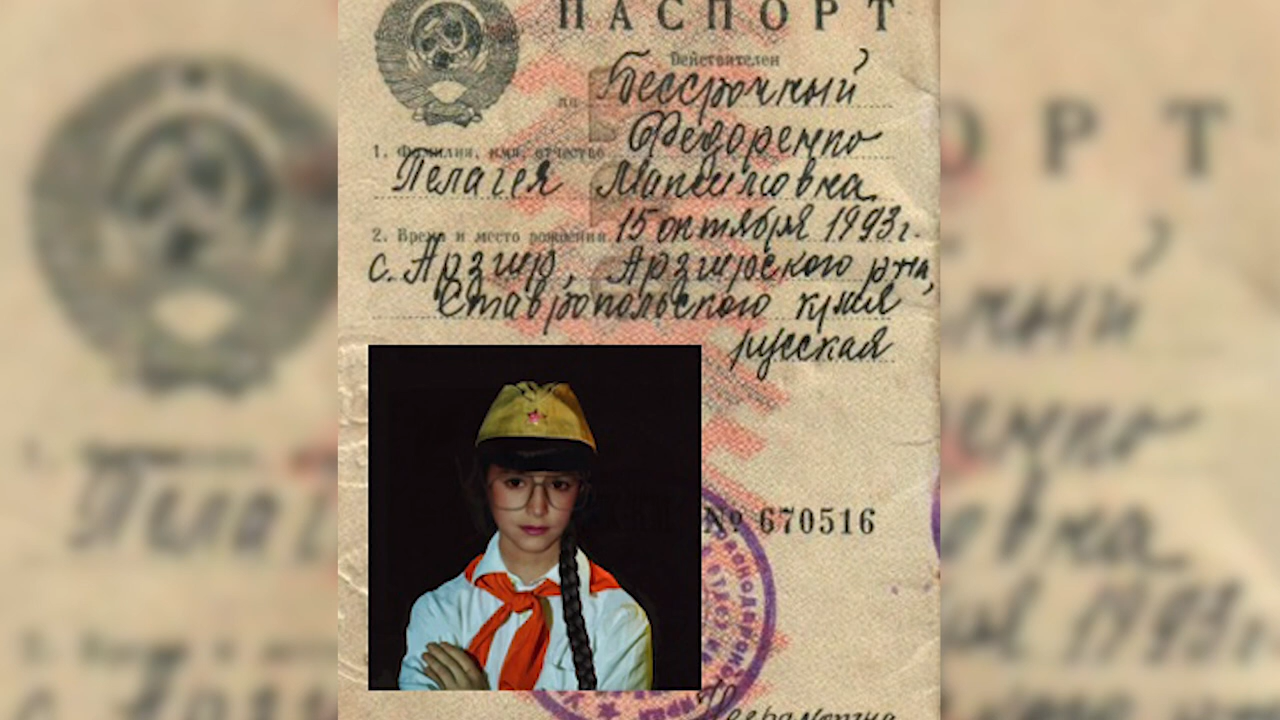 ПАСПОРТ
Действителен
на Бессрочный
Федоренко
1. Фамилия, имя, отчество
Пелагея Максимовна
2. Время и место рождения 15 октября 1993 г.
с. Арзгир, Арзгирского р-на,
Ставропольского края
русская
№ 670516